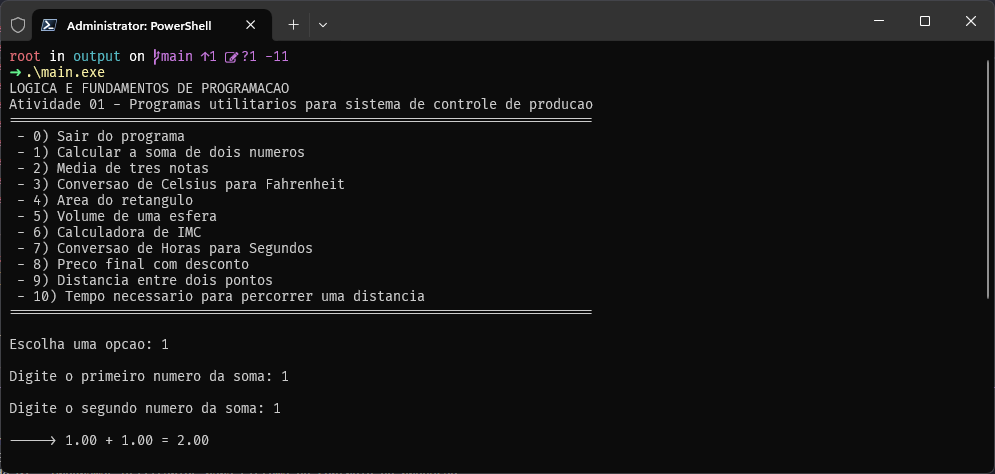 Administrator: PowerShell
root in output on main ↑1 ?1 -11
➜ .\main.exe
LOGICA E FUNDAMENTOS DE PROGRAMACAO
Atividade 01 - Programas utilitarios para sistema de controle de producao
=========================================================================
- 0) Sair do programa
- 1) Calcular a soma de dois numeros
- 2) Media de tres notas
- 3) Conversao de Celsius para Fahrenheit
- 4) Area do retangulo
- 5) Volume de uma esfera
- 6) Calculadora de IMC
- 7) Conversao de Horas para Segundos
- 8) Preco final com desconto
- 9) Distancia entre dois pontos
- 10) Tempo necessario para percorrer uma distancia
=========================================================================
Escolha uma opcao: 1
Digite o primeiro numero da soma: 1
Digite o segundo numero da soma: 1
-----> 1.00 + 1.00 = 2.00